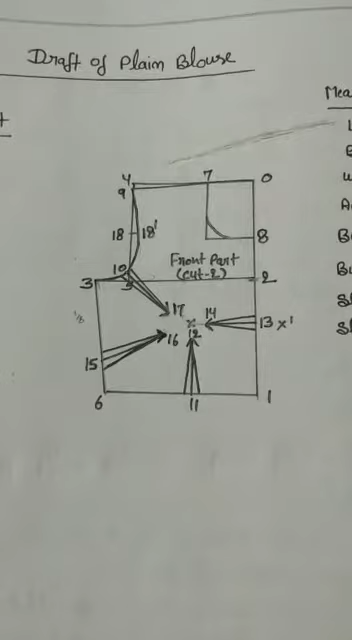 Draft of Plain Blouse
Mea
4 7 0
9
18 18'
8
Front Part
(cut-2)
10
3 5 2
17 14
13 x'
16 12
15
6 11 1